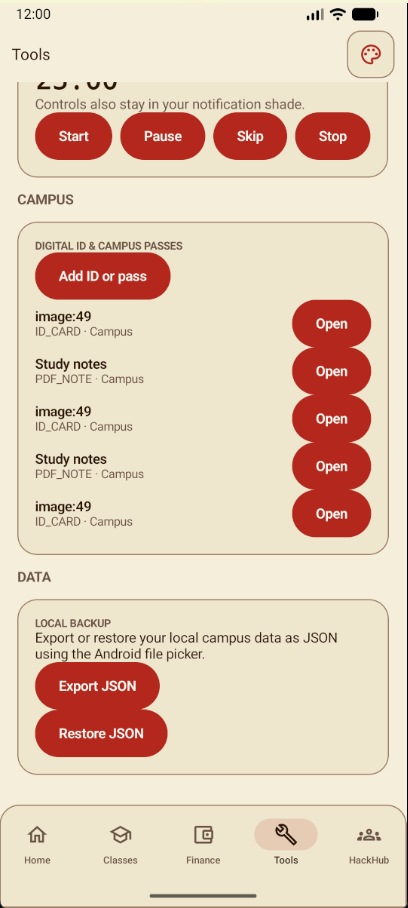 12:00
Tools
25:00
Controls also stay in your notification shade.
Start Pause Skip Stop
CAMPUS
DIGITAL ID & CAMPUS PASSES
Add ID or pass
image:49
ID_CARD · Campus
Open
Study notes
PDF_NOTE · Campus
Open
image:49
ID_CARD · Campus
Open
Study notes
PDF_NOTE · Campus
Open
image:49
ID_CARD · Campus
Open
DATA
LOCAL BACKUP
Export or restore your local campus data as JSON
using the Android file picker.
Export JSON
Restore JSON
Home Classes Finance Tools HackHub